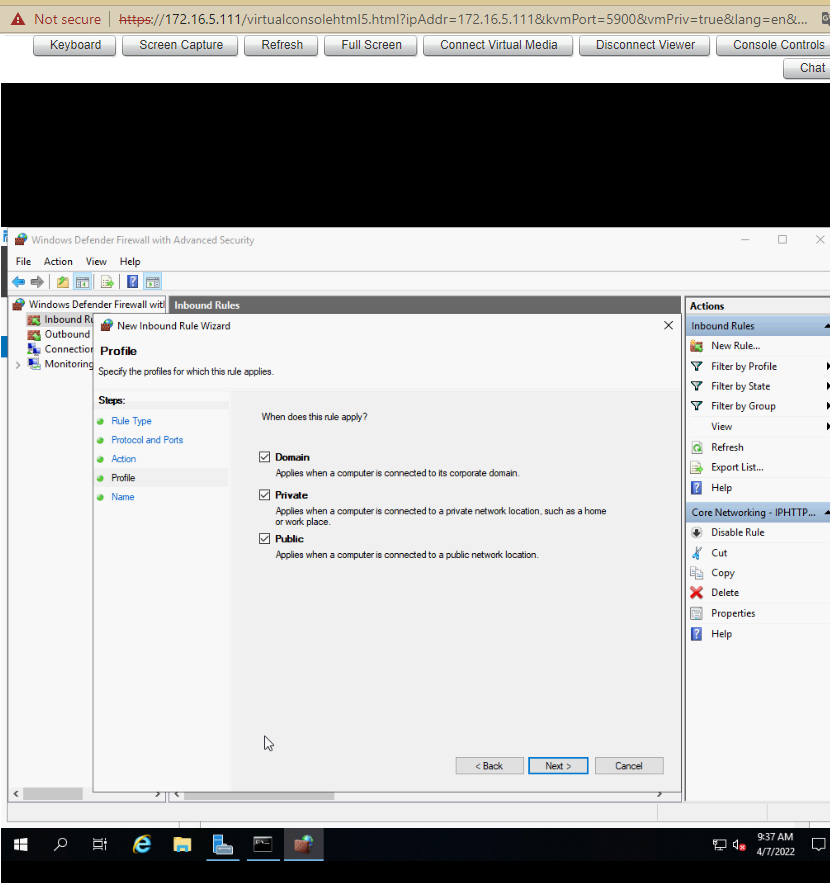 Not secure https://172.16.5.111/virtualconsolehtml5.html?ipAddr=172.16.5.111&kvmPort=5900&vmPriv=true&lang=en&...
Keyboard Screen Capture Refresh Full Screen Connect Virtual Media Disconnect Viewer Console Controls
Chat
Windows Defender Firewall with Advanced Security
File Action View Help
Windows Defender Firewall with
Inbound Ru
Outbound
Connection
Monitoring
Inbound Rules
New Inbound Rule Wizard
Profile
Specify the profiles for which this rule applies.
Steps:
Rule Type
Protocol and Ports
Action
Profile
Name
When does this rule apply?
Domain
Applies when a computer is connected to its corporate domain.
Private
Applies when a computer is connected to a private network location, such as a home
or work place.
Public
Applies when a computer is connected to a public network location.
< Back Next > Cancel
Actions
Inbound Rules
New Rule...
Filter by Profile
Filter by State
Filter by Group
View
Refresh
Export List...
Help
Core Networking - IPHTTP...
Disable Rule
Cut
Copy
Delete
Properties
Help
9:37 AM
4/7/2022